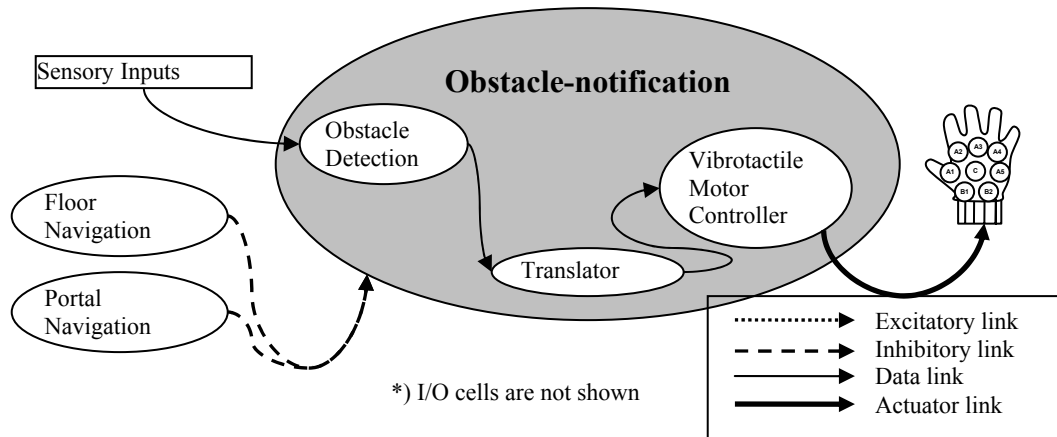 Sensory Inputs
Obstacle-notification
Obstacle
Detection
Vibrotactile
Motor
Controller
Translator
Floor
Navigation
Portal
Navigation
A1
A2
A3
A4
A5
C
B1
B2
Excitatory link
Inhibitory link
Data link
Actuator link
*) I/O cells are not shown